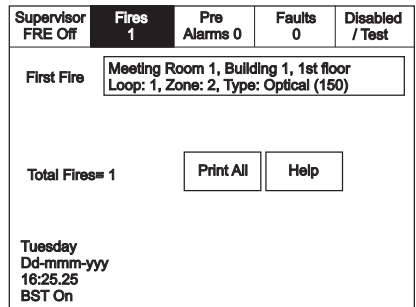 Supervisor FRE Off
Fires 1
Pre Alarms 0
Faults 0
Disabled / Test
First Fire
Meeting Room 1, Building 1, 1st floor
Loop: 1, Zone: 2, Type: Optical (150)
Total Fires= 1
Print All
Help
Tuesday
Dd-mmm-yyy
16:25.25
BST On